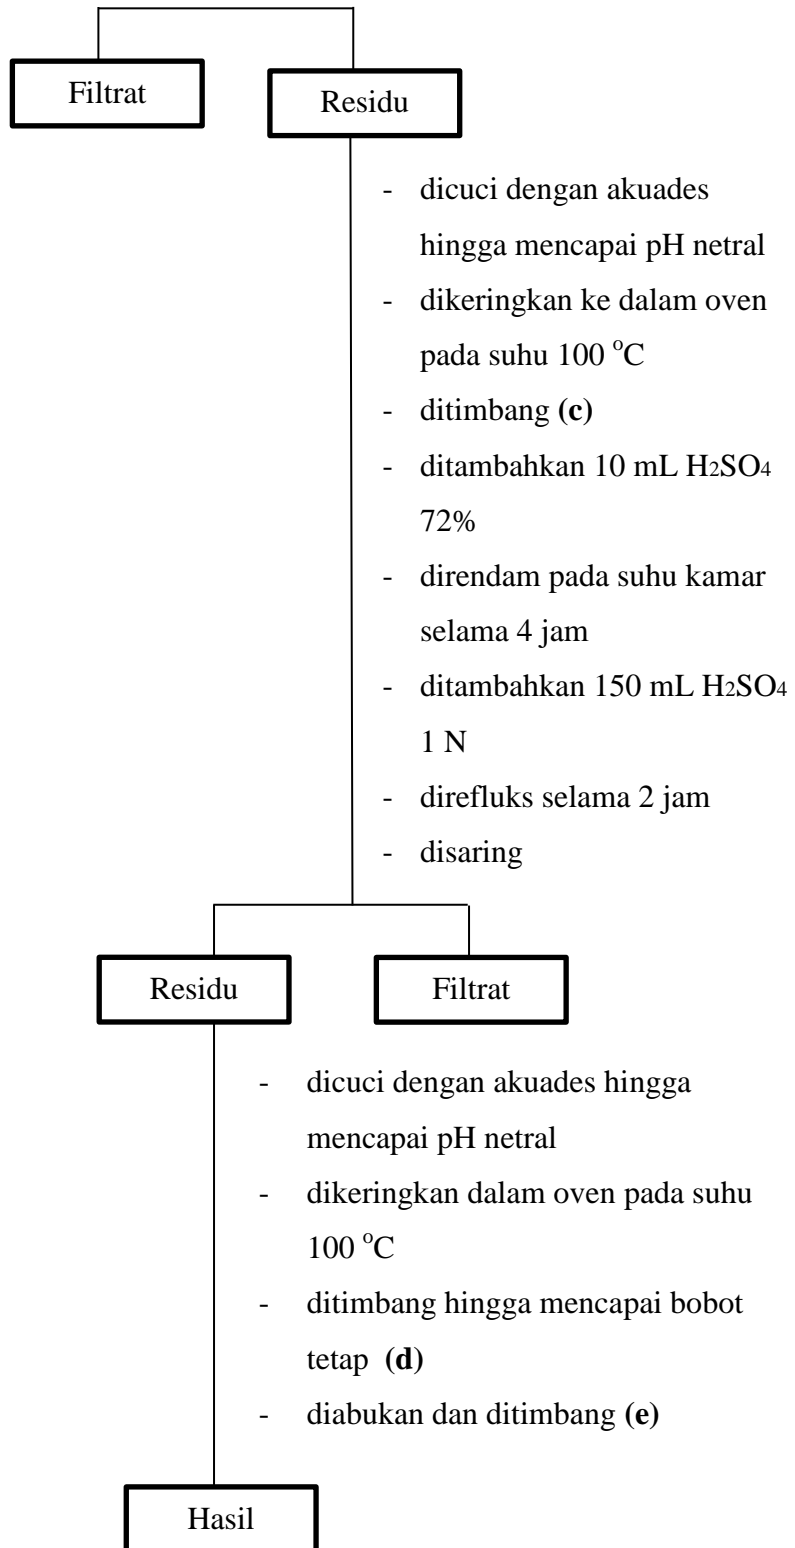 Filtrat
Residu
- dicuci dengan akuades
hingga mencapai pH netral
- dikeringkan ke dalam oven
pada suhu 100 °C
- ditimbang (c)
- ditambahkan 10 mL H2SO4
72%
- direndam pada suhu kamar
selama 4 jam
- ditambahkan 150 mL H2SO4
1 N
- direfluks selama 2 jam
- disaring
Residu
Filtrat
- dicuci dengan akuades hingga
mencapai pH netral
- dikeringkan dalam oven pada suhu
100 °C
- ditimbang hingga mencapai bobot
tetap (d)
- diabukan dan ditimbang (e)
Hasil